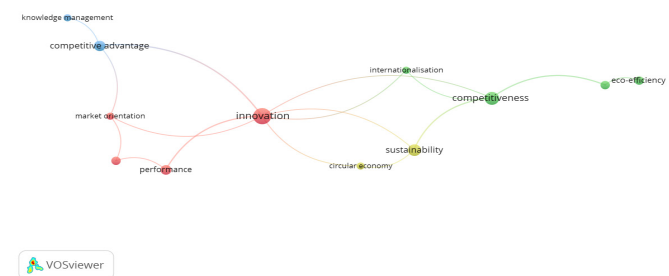 knowledge management
competitive advantage
internationalisation
eco-efficiency
competitiveness
market orientation
innovation
sustainability
circular economy
performance
VOSviewer